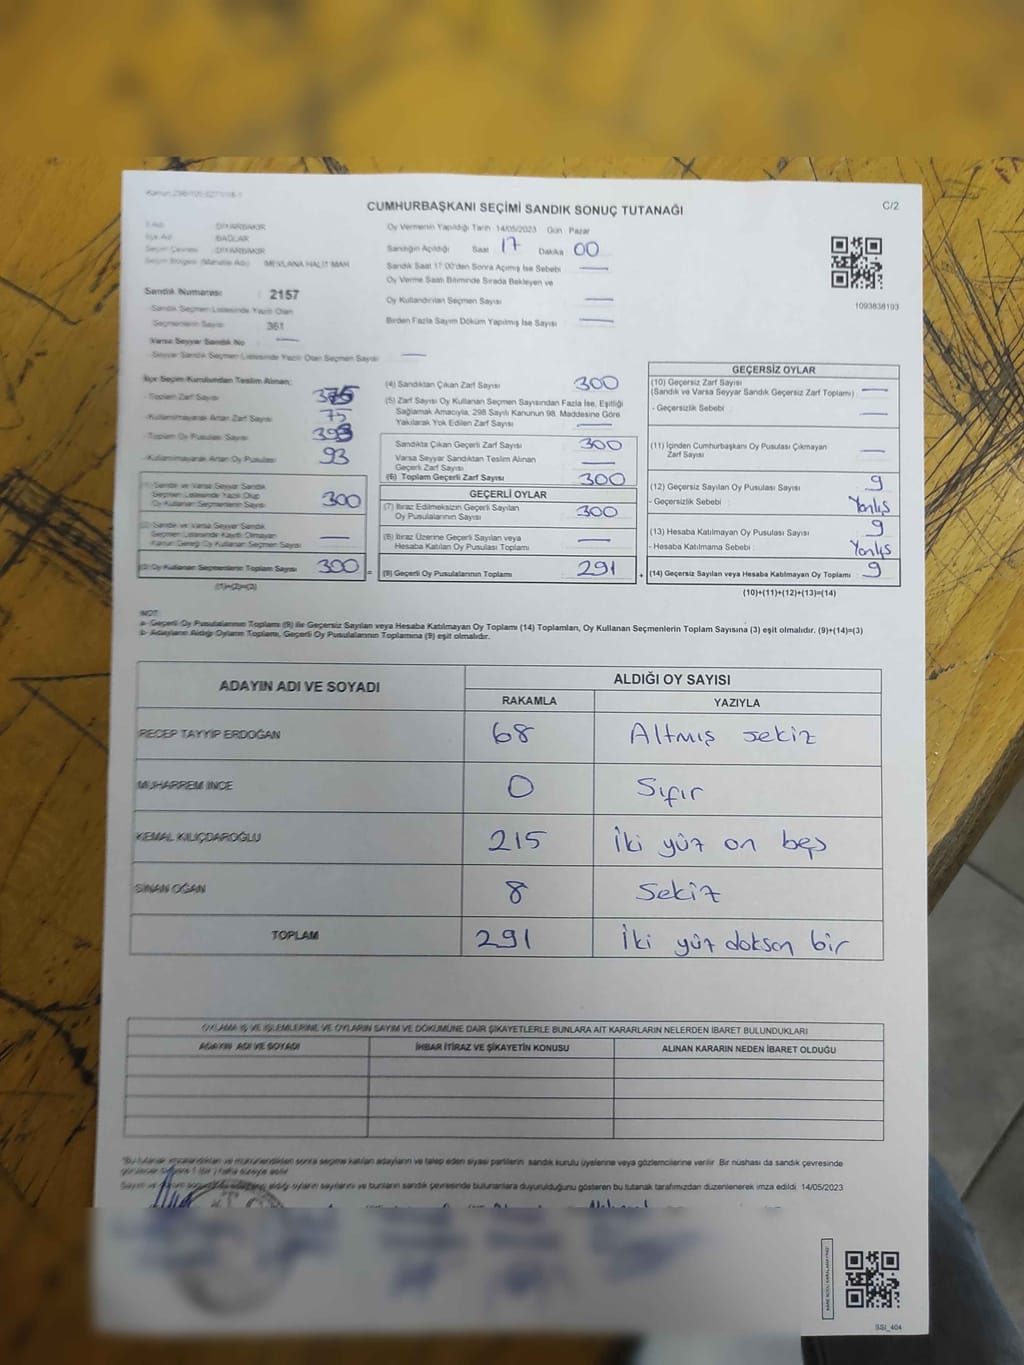 CUMHURBAŞKANI SEÇİMİ SANDIK SONUÇ TUTANAĞI
C/2
DİYARBAKIR
BAĞLAR
DİYARBAKIR
MEVLANA HALİT MAH
Sandık Numarası : 2157
- Sandık Seçmen Listesinde Yazılı Olan
Seçmenlerin Sayısı 361
Varsa Seyyar Sandık No —
- Seyyar Sandık Seçmen Listesinde Yazılı Olan Seçmen Sayısı —
Oy Vermenin Yapıldığı Tarih 14/05/2023 Gün Pazar
Sandığın Açıldığı Saat 17 Dakika 00
Sandık Saat 17:00'den Sonra Açılmış İse Sebebi —
Oy Verme Saati Bitiminde Sırada Bekleyen ve
Oy Kullandırılan Seçmen Sayısı —
Birden Fazla Sayım Döküm Yapılmış İse Sayısı —
1093838103
İlçe Seçim Kurulundan Teslim Alınan;
- Toplam Zarf Sayısı 375
- Kullanılmayarak Artan Zarf Sayısı 75
- Toplam Oy Pusulası Sayısı 393
- Kullanılmayarak Artan Oy Pusulası 93
(1) Sandık ve Varsa Seyyar Sandık
Seçmen Listesinde Yazılı Olup
Oy Kullanan Seçmenlerin Sayısı 300
(2) Sandık ve Varsa Seyyar Sandık
Seçmen Listesinde Kayıtlı Olmayan
Kanun Gereği Oy Kullanan Seçmen Sayısı —
(3) Oy Kullanan Seçmenlerin Toplam Sayısı 300 =
(1)+(2)=(3)
(4) Sandıktan Çıkan Zarf Sayısı 300
(5) Zarf Sayısı Oy Kullanan Seçmen Sayısından Fazla İse, Eşitliği
Sağlamak Amacıyla, 298 Sayılı Kanunun 98. Maddesine Göre
Yakılarak Yok Edilen Zarf Sayısı —
Sandıkta Çıkan Geçerli Zarf Sayısı 300
Varsa Seyyar Sandıktan Teslim Alınan
Geçerli Zarf Sayısı —
(6) Toplam Geçerli Zarf Sayısı 300
GEÇERLİ OYLAR
(7) İtiraz Edilmeksizin Geçerli Sayılan
Oy Pusulalarının Sayısı 300
(8) İtiraz Üzerine Geçerli Sayılan veya
Hesaba Katılan Oy Pusulası Toplamı —
(9) Geçerli Oy Pusulalarının Toplamı 291 +
GEÇERSİZ OYLAR
(10) Geçersiz Zarf Sayısı
(Sandık ve Varsa Seyyar Sandık Geçersiz Zarf Toplamı) —
- Geçersizlik Sebebi —
(11) İçinden Cumhurbaşkanı Oy Pusulası Çıkmayan
Zarf Sayısı —
(12) Geçersiz Sayılan Oy Pusulası Sayısı 9
- Geçersizlik Sebebi Yanlış
(13) Hesaba Katılmayan Oy Pusulası Sayısı 9
- Hesaba Katılmama Sebebi Yanlış
(14) Geçersiz Sayılan veya Hesaba Katılmayan Oy Toplamı 9
(10)+(11)+(12)+(13)=(14)
NOT:
a- Geçerli Oy Pusulalarının Toplamı (9) ile Geçersiz Sayılan veya Hesaba Katılmayan Oy Toplamı (14) Toplamları, Oy Kullanan Seçmenlerin Toplam Sayısına (3) eşit olmalıdır. (9)+(14)=(3)
b- Adayların Aldığı Oyların Toplamı, Geçerli Oy Pusulalarının Toplamına (9) eşit olmalıdır.
ADAYIN ADI VE SOYADI ALDIĞI OY SAYISI
RAKAMLA YAZIYLA
RECEP TAYYİP ERDOĞAN 68 Altmış sekiz
MUHARREM İNCE 0 Sıfır
KEMAL KILIÇDAROĞLU 215 İki yüz on beş
SİNAN OĞAN 8 Sekiz
TOPLAM 291 İki yüz doksan bir
OYLAMA İŞ VE İŞLEMLERİNE VE OYLARIN SAYIM VE DÖKÜMÜNE DAİR ŞİKAYETLERLE BUNLARA AİT KARARLARIN NELERDEN İBARET BULUNDUKLARI
ADAYIN ADI VE SOYADI İHBAR İTİRAZ VE ŞİKAYETİN KONUSU ALINAN KARARIN NEDEN İBARET OLDUĞU
*Bu tutanak imzalandıktan ve mühürlendikten sonra seçime katılan adayların ve talep eden siyasi partilerin sandık kurulu üyelerine veya gözlemcilerine verilir. Bir nüshası da sandık çevresinde
aldığı oyların sayılarını ve bunların sandık çevresinde bulunanlara duyurulduğunu gösteren bu tutanak tarafımızdan düzenlenerek imza edildi. 14/05/2023
SSİ_404